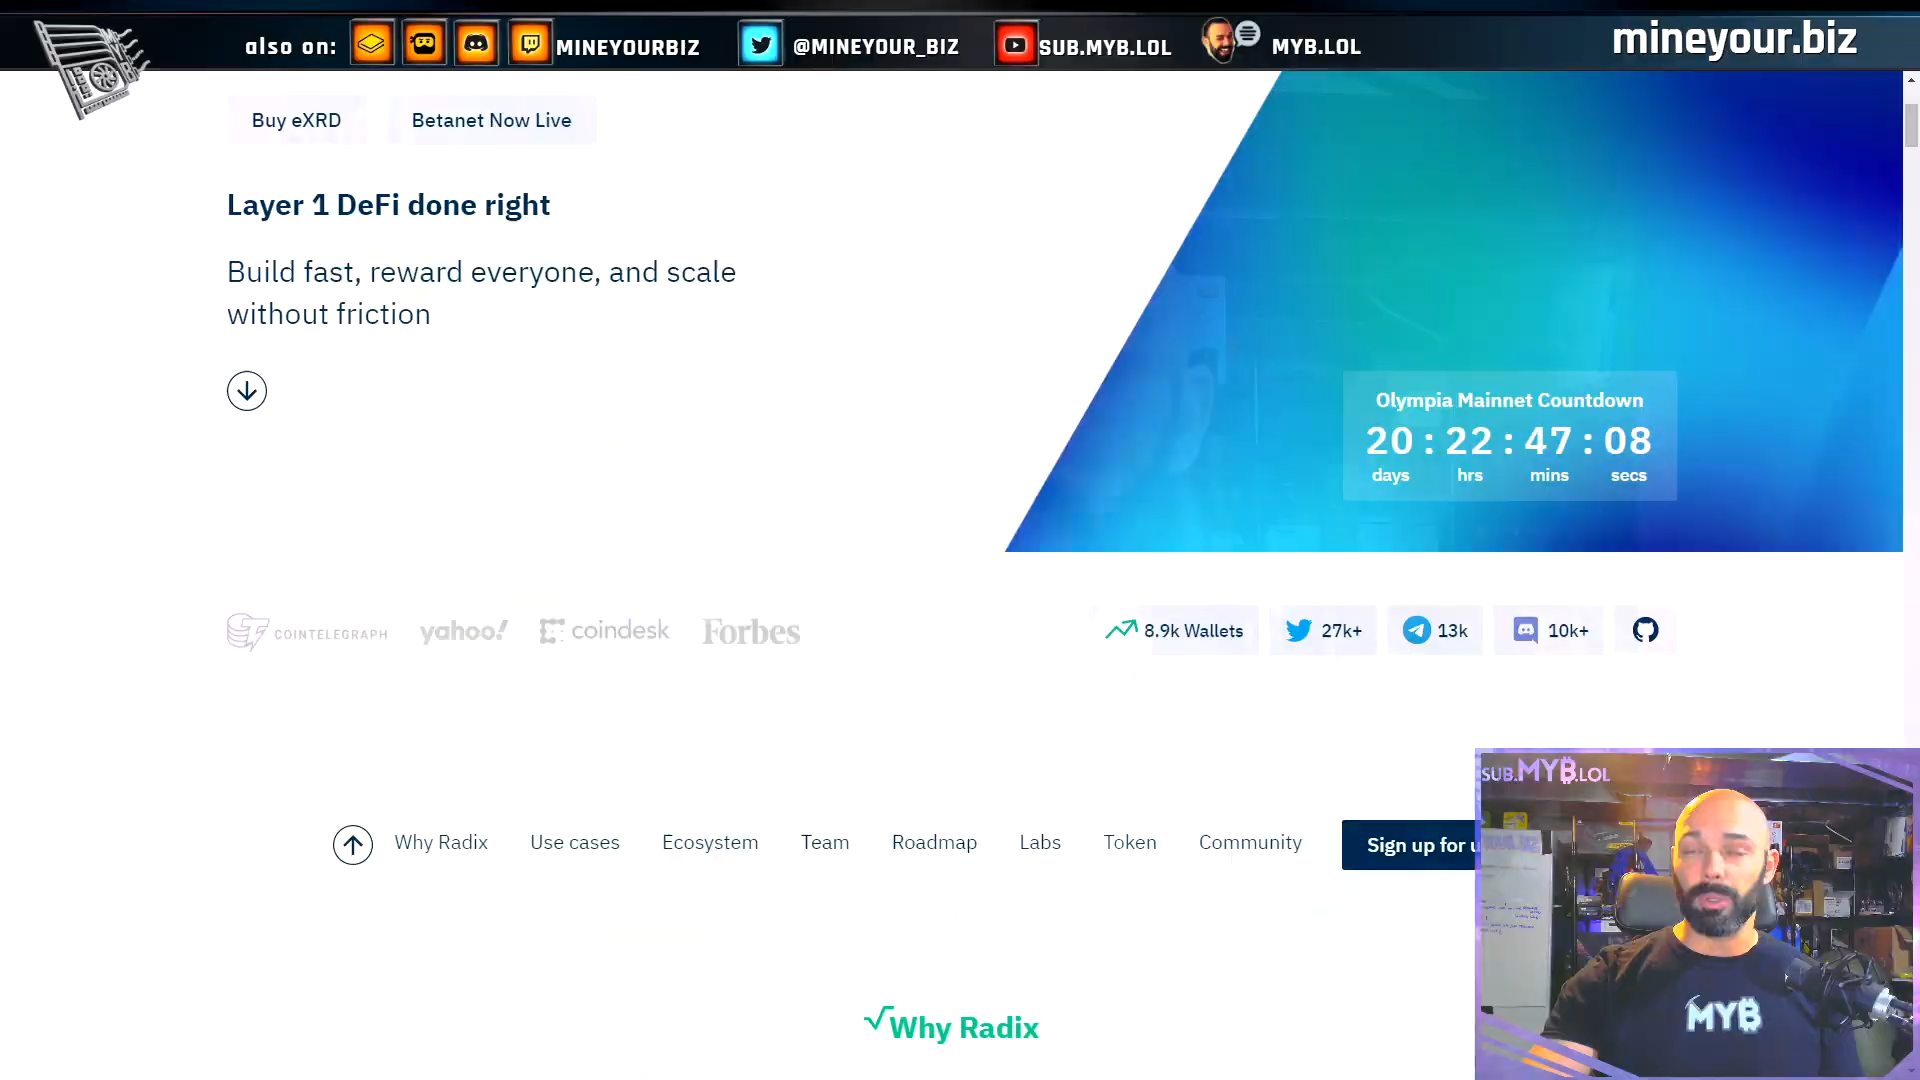 also on:
MINEYOURBIZ
@MINEYOUR_BIZ
SUB.MYB.LOL
MYB.LOL
mineyour.biz
Buy eXRD
Betanet Now Live
Layer 1 DeFi done right
Build fast, reward everyone, and scale
without friction
Olympia Mainnet Countdown
20 : 22 : 47 : 08
days hrs mins secs
COINTELEGRAPH
yahoo!
coindesk
Forbes
8.9k Wallets
27k+
13k
10k+
Why Radix
Use cases
Ecosystem
Team
Roadmap
Labs
Token
Community
Sign up for u
SUB.MYB.LOL
MYB
Why Radix